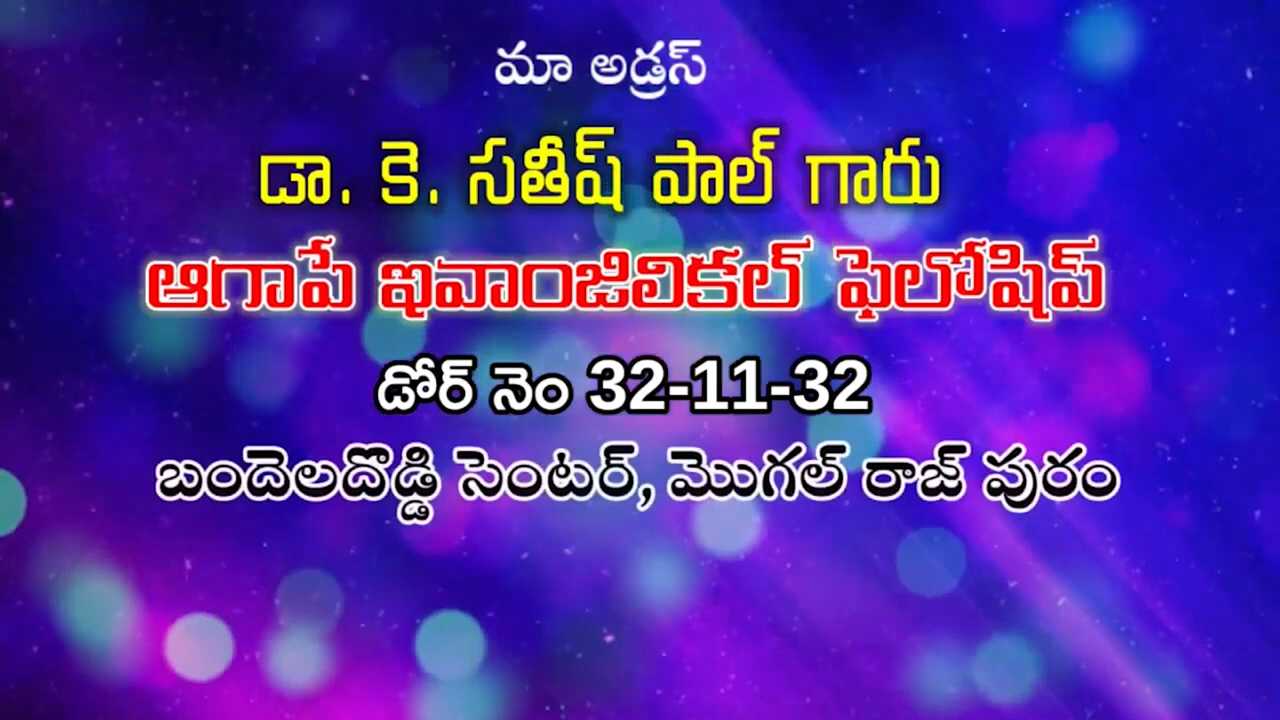 మా అడ్రస్
డా. కె. సతీష్ పాల్ గారు
ఆగాపే ఇవాంజిలికల్ ఫెలోషిప్
డోర్ నెం 32-11-32
బందెలదొడ్డి సెంటర్, మొగల్ రాజ్ పురం